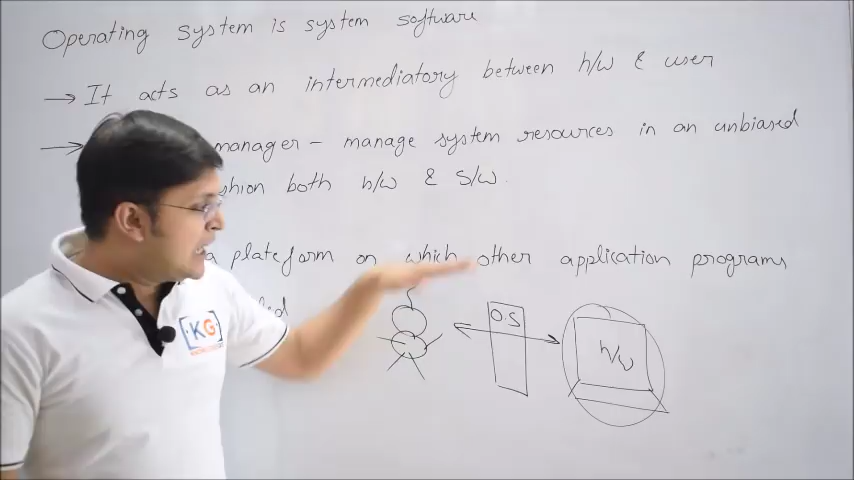 Operating system is system software
→ It acts as an intermediatory between h/w & user
→ manager - manage system resources in an unbiased
shion both h/w & S/w.
a plateform on which other application programs
O.S
h/w
KG